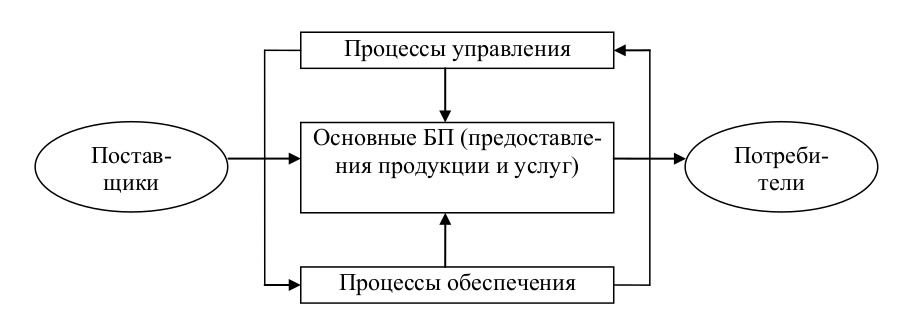 Процессы управления
Основные БП (предоставле-
ния продукции и услуг)
Постав-
щики
Потреби-
тели
Процессы обеспечения